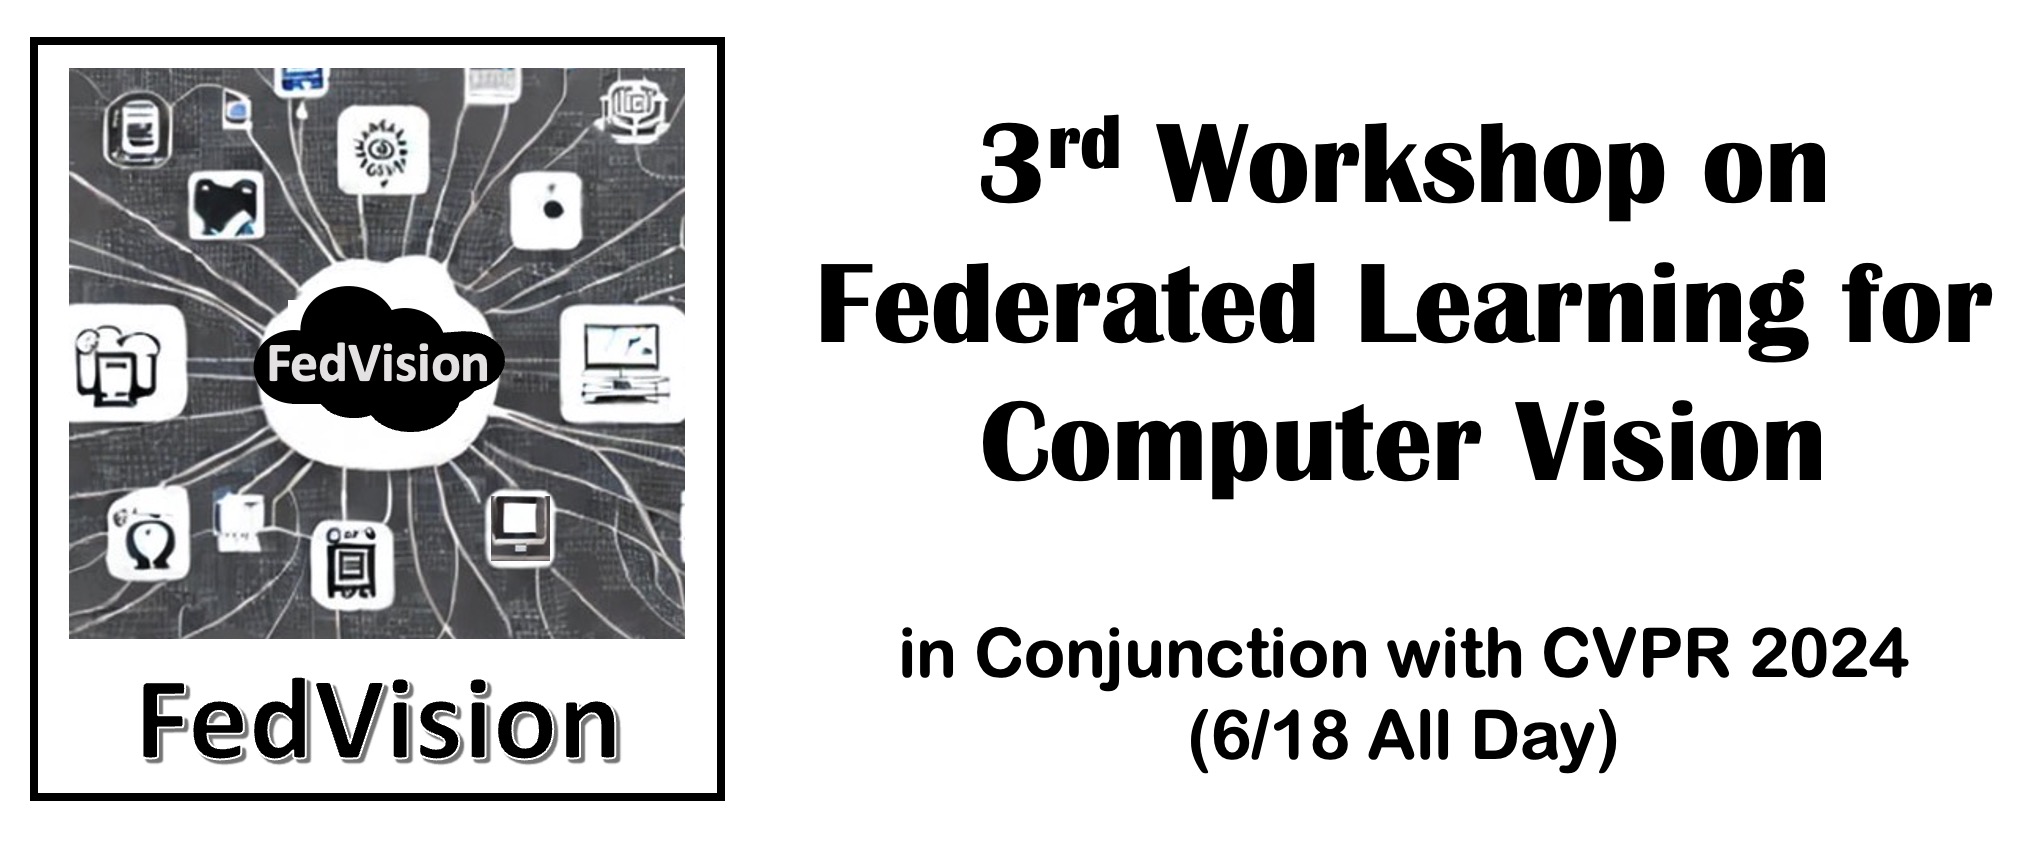 FedVision
FedVision
3rd Workshop on
Federated Learning for
Computer Vision
in Conjunction with CVPR 2024
(6/18 All Day)